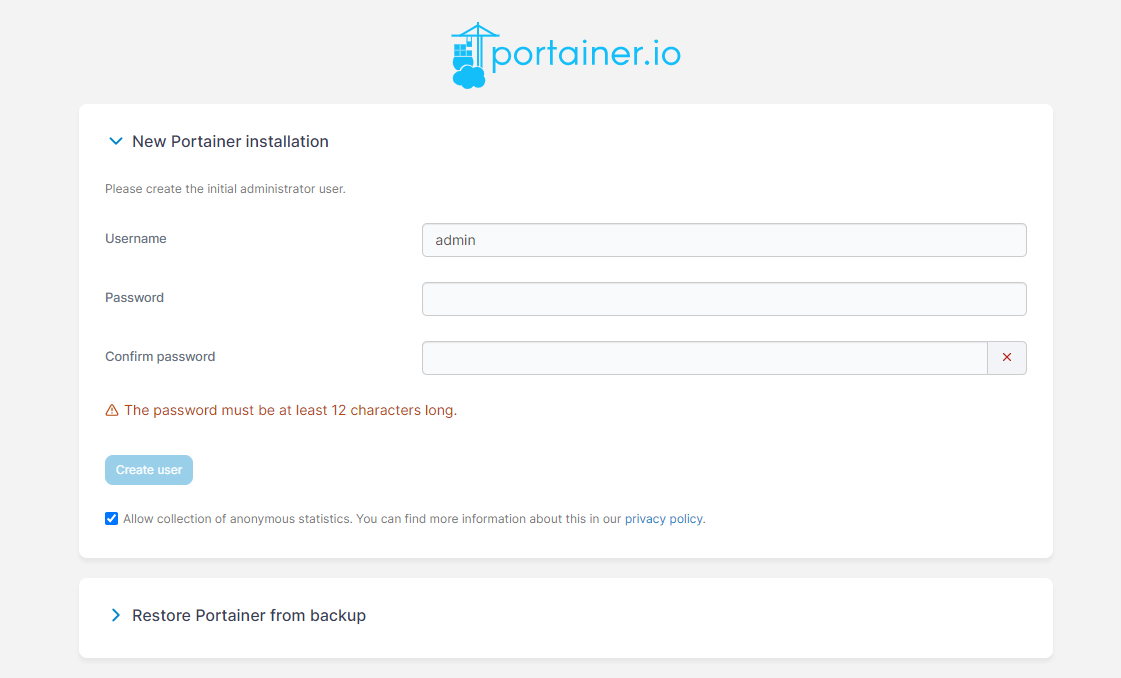 portainer.io
New Portainer installation
Please create the initial administrator user.
Username
admin
Password
Confirm password
The password must be at least 12 characters long.
Create user
Allow collection of anonymous statistics. You can find more information about this in our privacy policy.
Restore Portainer from backup